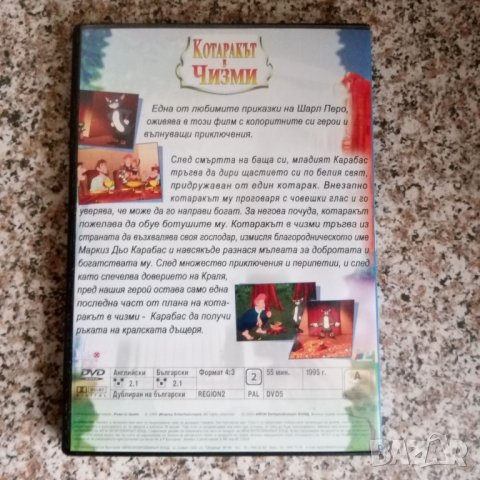 КОТАРАКЪТ
В
ЧИЗМИ
Една от любимите приказки на Шарл Перо,
оживява в този филм с колоритните си герои и
вълнуващи приключения.
След смъртта на баща си, младият Карабас
тръгва да дири щастието си по белия свят,
придружаван от един котарак. Внезапно
котаракът му проговаря с човешки глас и го
уверява, че може да го направи богат. За негова почуда, котаракът
пожелава да обуе ботушите му. Котаракът в чизми тръгва из
страната да възхвалява своя господар, измисля благородническото име
Маркиз Дьо Карабас и навсякъде разнася мълвата за добротата и
богатствата му. След множество приключения и перипетии, и след
като спечелва доверието на Краля,
пред нашия герой остава само една
последна част от плана на кота-
ракът в чизми - Карабас да получи
ръката на кралската дъщеря.
DVD
Английски
2.1
Български
2.1
Формат 4:3
2
55 мин.
1995 г.
A
Дублиран на български
REGION2
PAL
DVD5
BAZAR